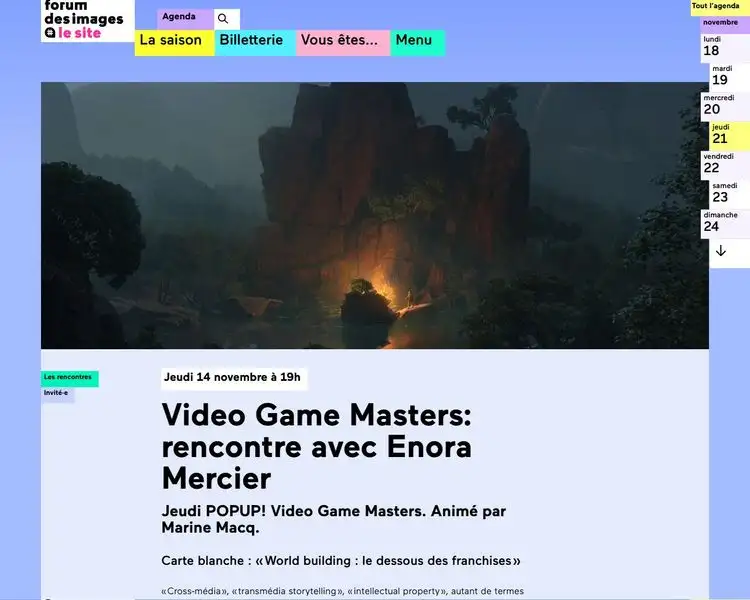 forum
des images
le site
Agenda
La saison
Billetterie
Vous êtes...
Menu
Tout l'agenda
novembre
lundi
18
mardi
19
mercredi
20
jeudi
21
vendredi
22
samedi
23
dimanche
24
Les rencontres
Invité·e
Jeudi 14 novembre à 19h
Video Game Masters:
rencontre avec Enora
Mercier
Jeudi POPUP! Video Game Masters. Animé par
Marine Macq.
Carte blanche : «World building : le dessous des franchises»
«Cross-média», «transmédia storytelling», «intellectual property», autant de termes